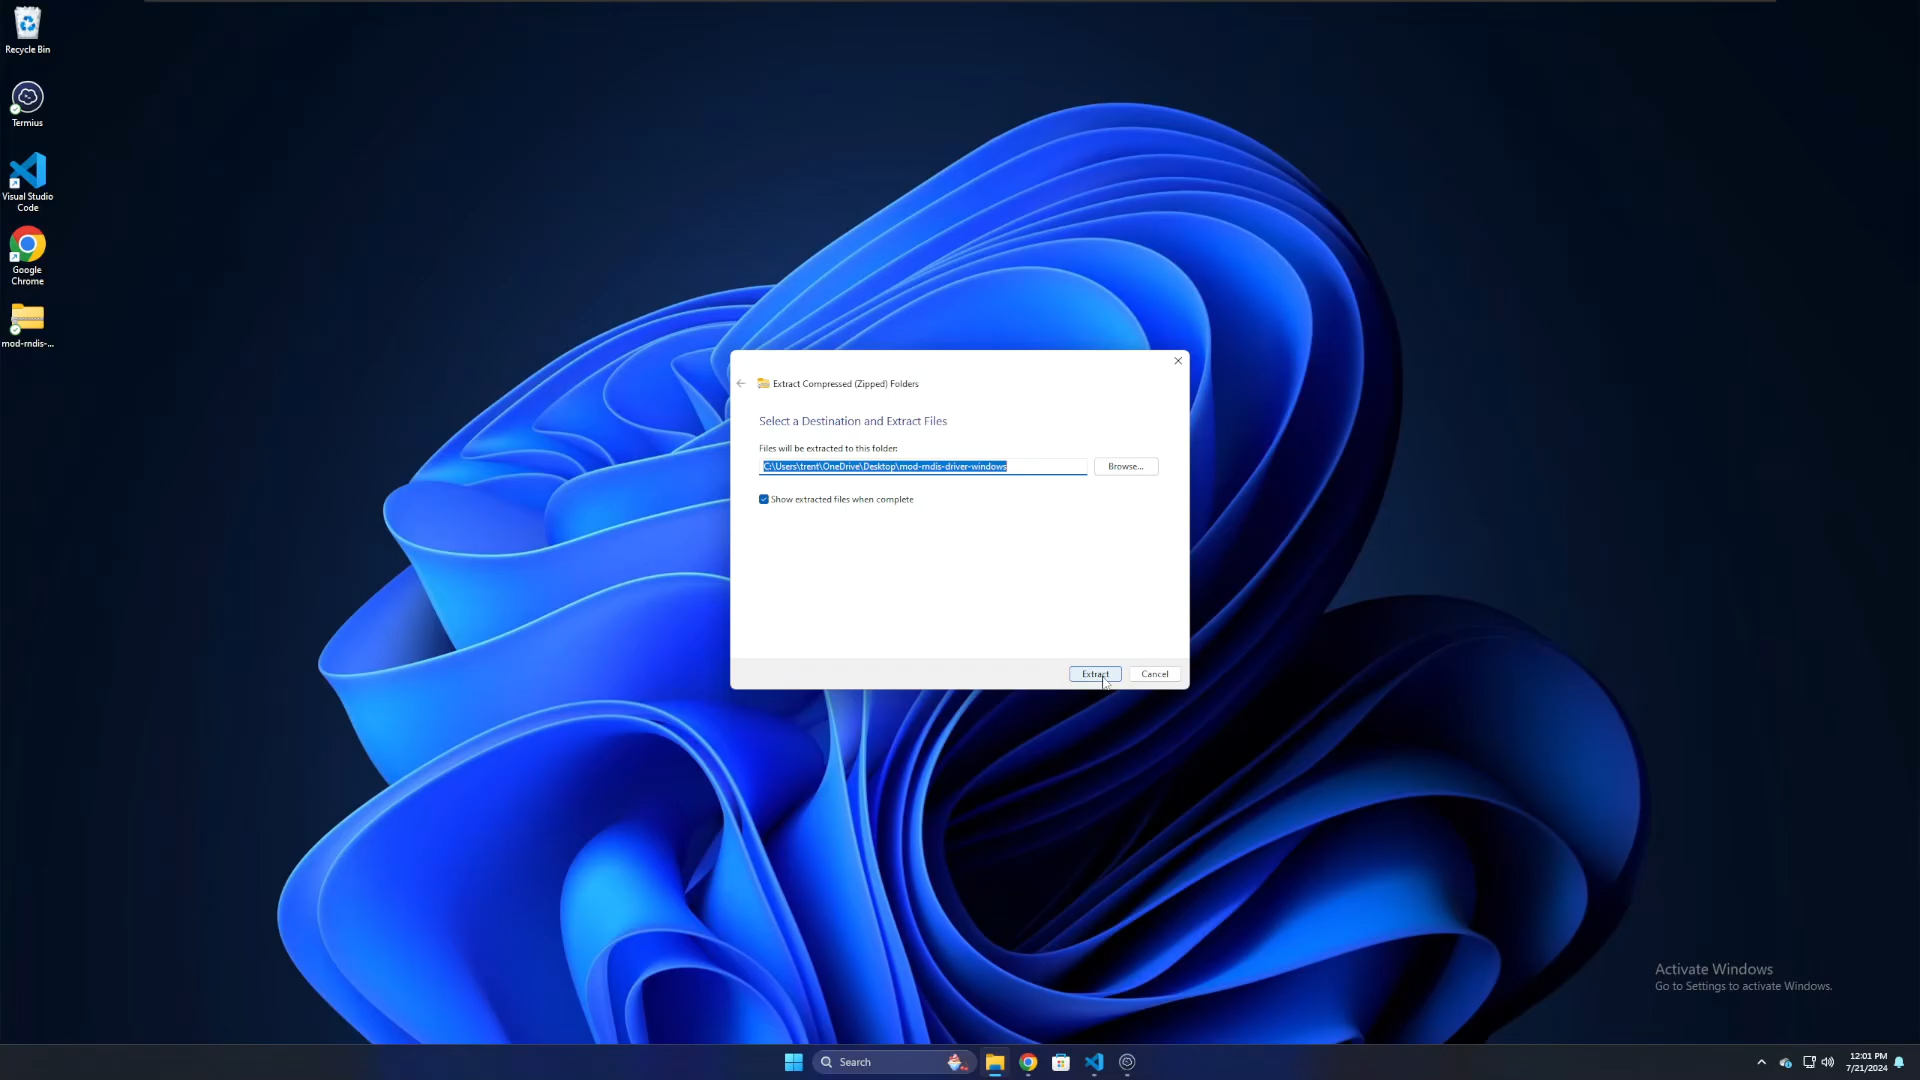 Recycle Bin
Termius
Visual Studio
Code
Google
Chrome
mod-rndis-...
Extract Compressed (Zipped) Folders
Select a Destination and Extract Files
Files will be extracted to this folder:
C:\Users\trent\OneDrive\Desktop\mod-rndis-driver-windows
Browse...
Show extracted files when complete
Extract
Cancel
Activate Windows
Go to Settings to activate Windows.
Search
12:01 PM
7/21/2024